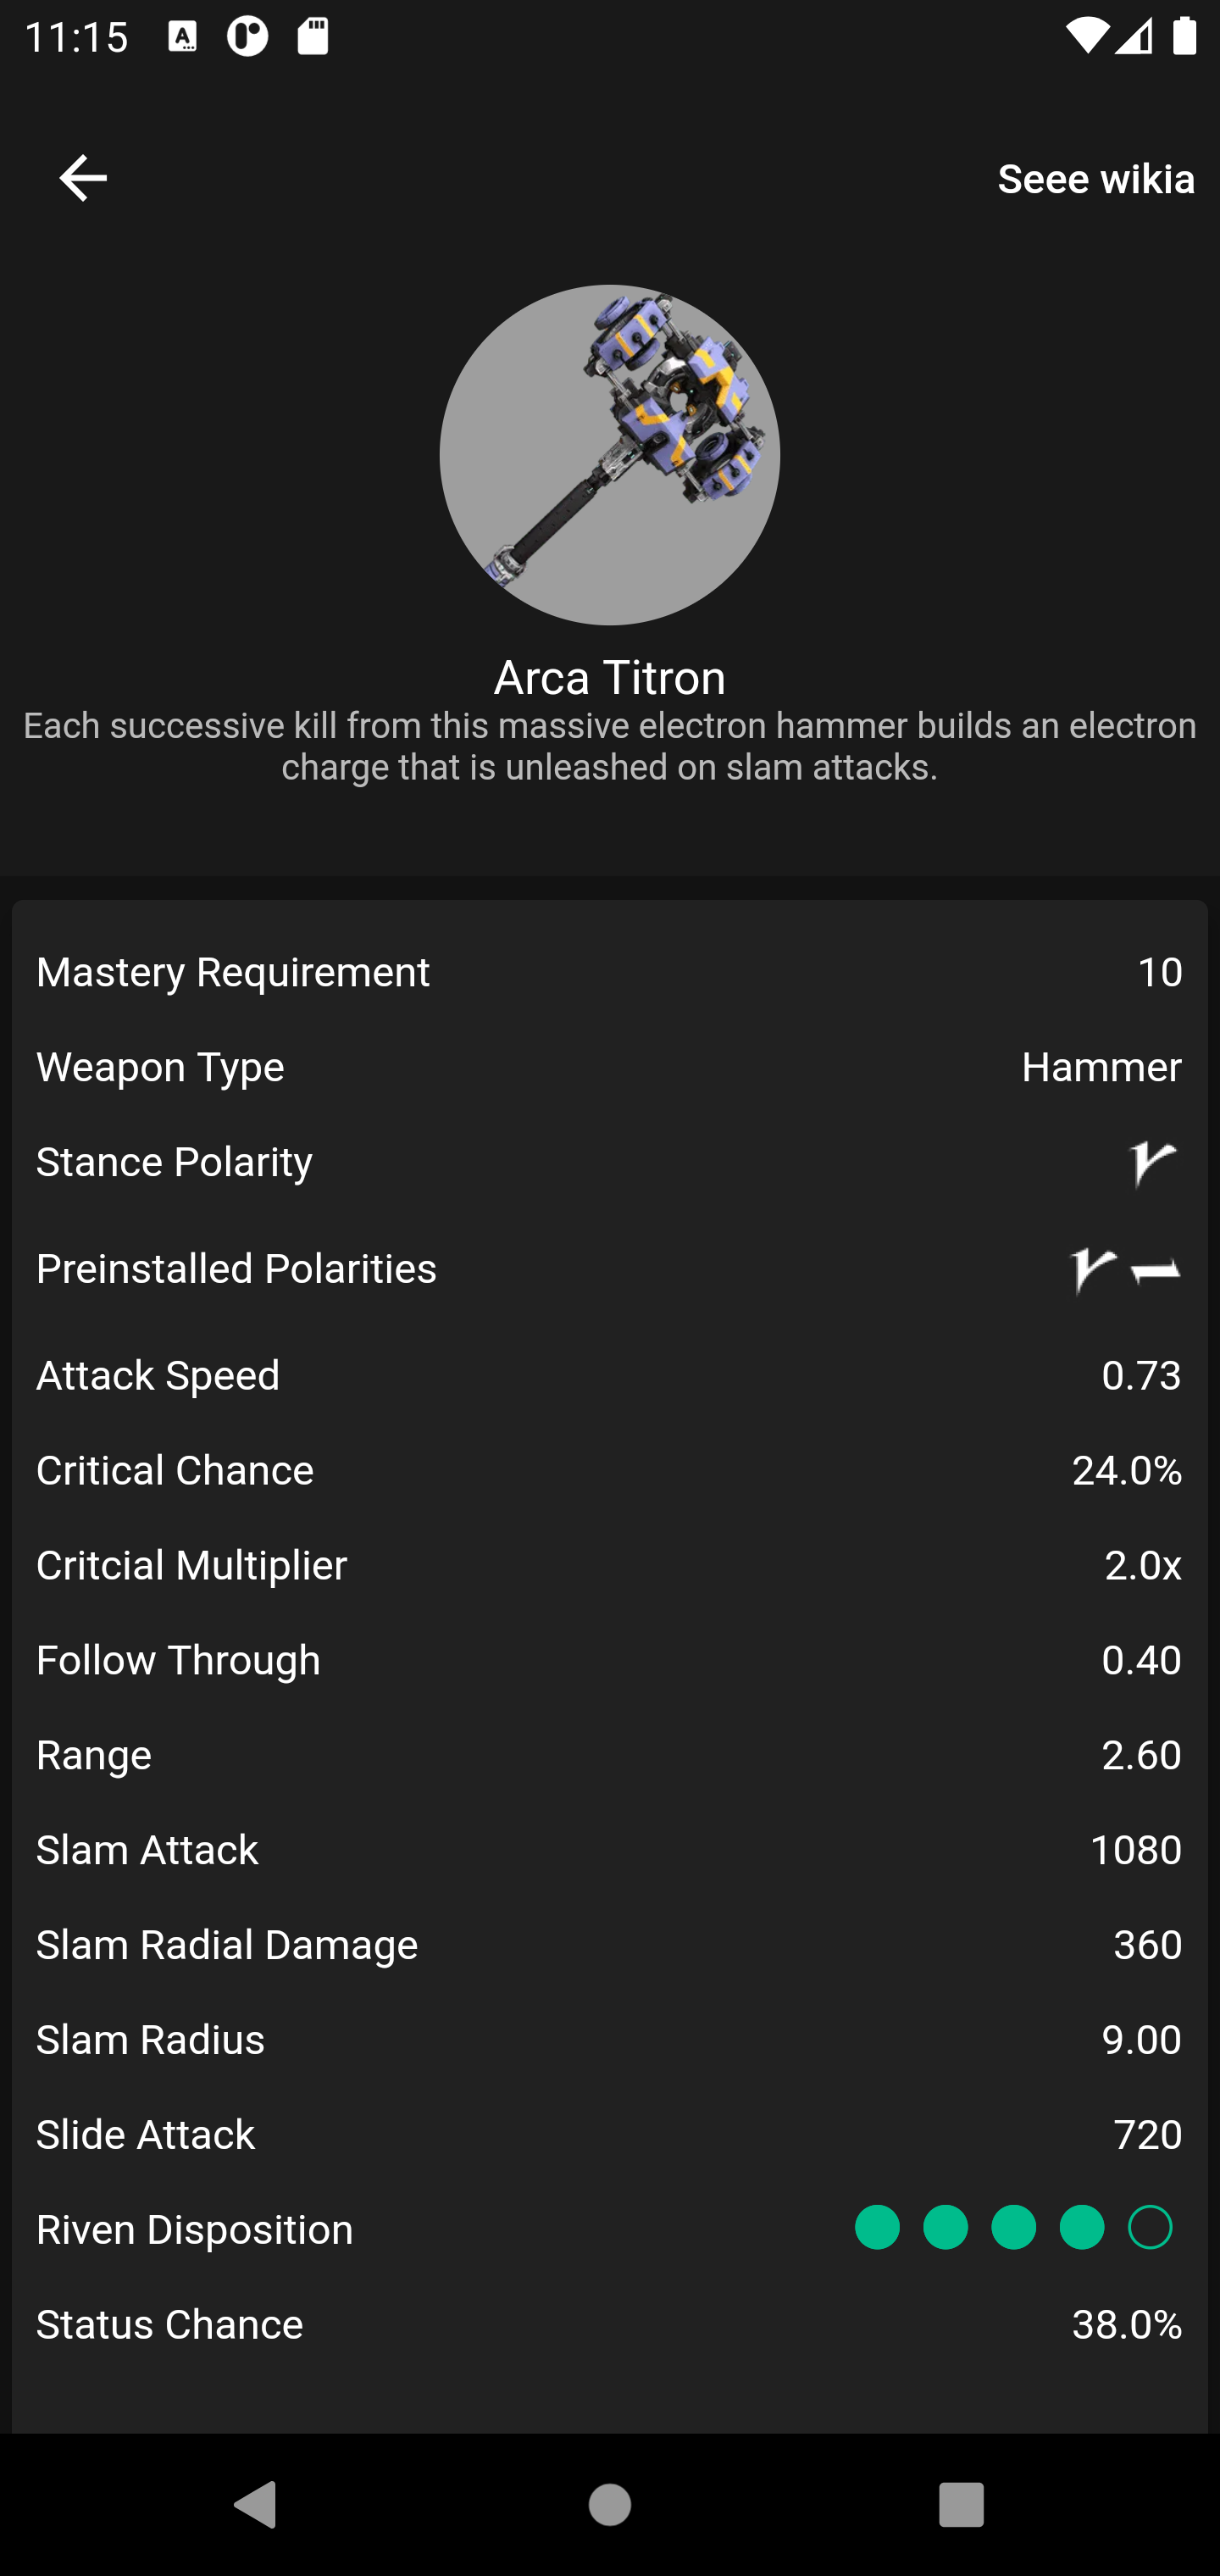 11:15
Seee wikia
Arca Titron
Each successive kill from this massive electron hammer builds an electron
charge that is unleashed on slam attacks.
Mastery Requirement 10
Weapon Type Hammer
Stance Polarity
Preinstalled Polarities
Attack Speed 0.73
Critical Chance 24.0%
Critcial Multiplier 2.0x
Follow Through 0.40
Range 2.60
Slam Attack 1080
Slam Radial Damage 360
Slam Radius 9.00
Slide Attack 720
Riven Disposition
Status Chance 38.0%